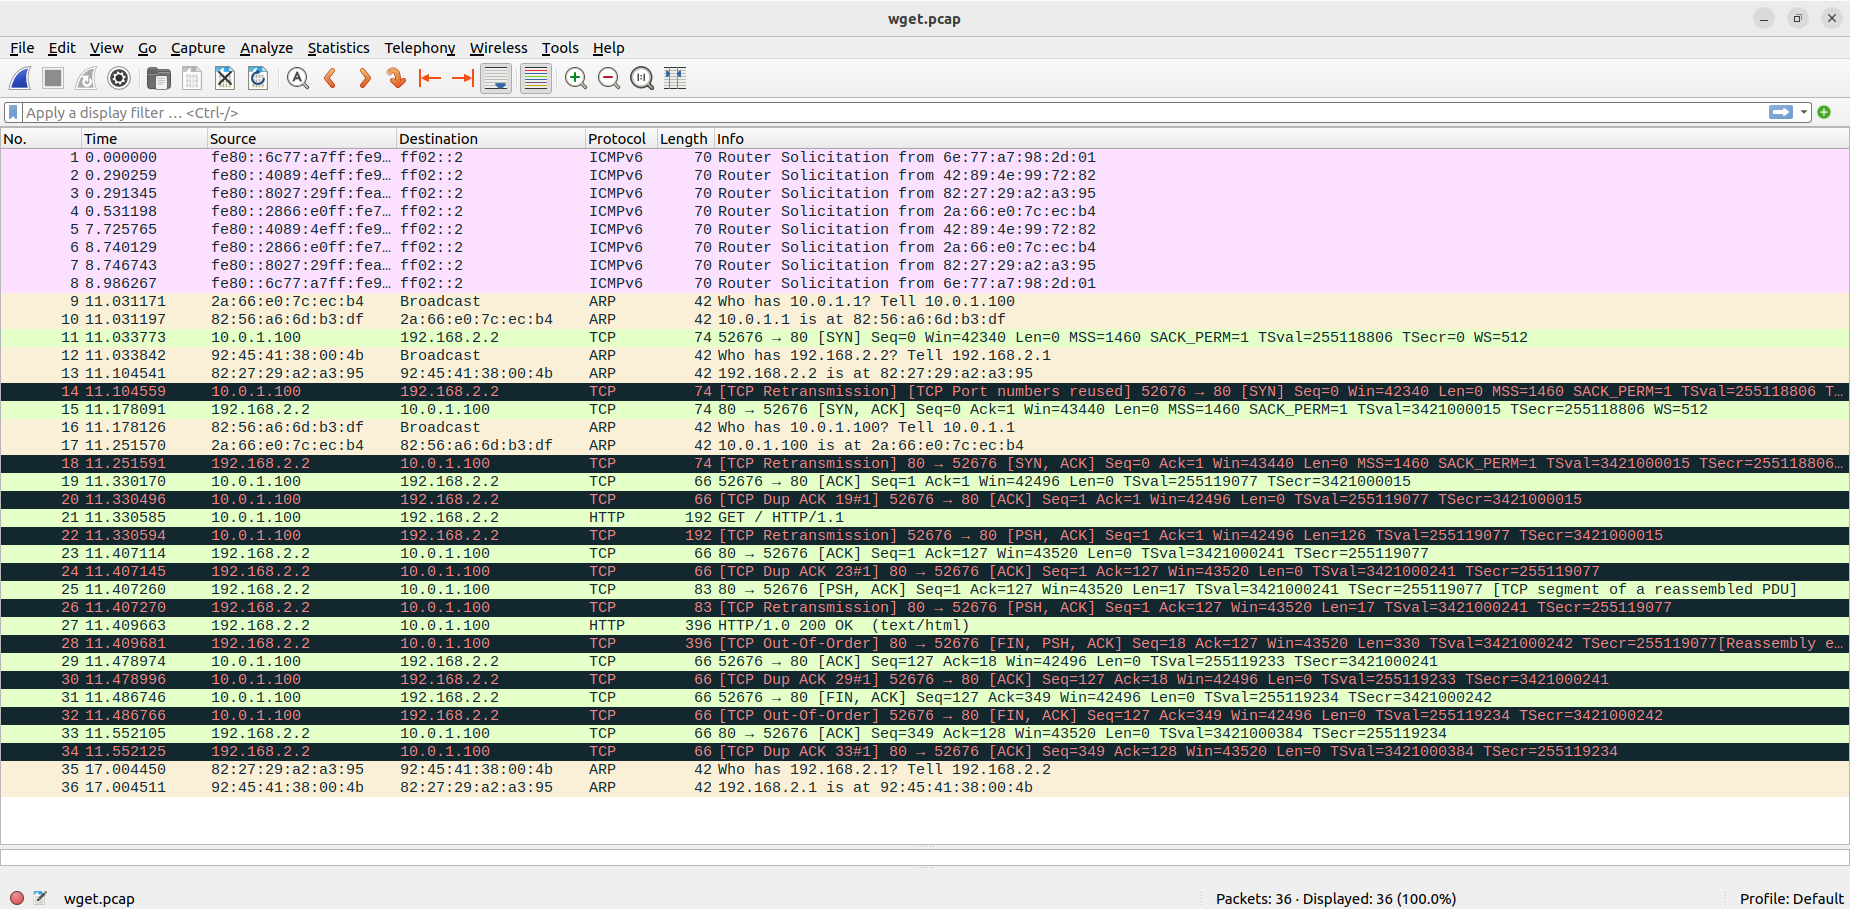 wget.pcap
File Edit View Go Capture Analyze Statistics Telephony Wireless Tools Help
Apply a display filter … <Ctrl-/>
No. Time Source Destination Protocol Length Info
1 0.000000 fe80::6c77:a7ff:fe9… ff02::2 ICMPv6 70 Router Solicitation from 6e:77:a7:98:2d:01
2 0.290259 fe80::4089:4eff:fe9… ff02::2 ICMPv6 70 Router Solicitation from 42:89:4e:99:72:82
3 0.291345 fe80::8027:29ff:fea… ff02::2 ICMPv6 70 Router Solicitation from 82:27:29:a2:a3:95
4 0.531198 fe80::2866:e0ff:fe7… ff02::2 ICMPv6 70 Router Solicitation from 2a:66:e0:7c:ec:b4
5 7.725765 fe80::4089:4eff:fe9… ff02::2 ICMPv6 70 Router Solicitation from 42:89:4e:99:72:82
6 8.740129 fe80::2866:e0ff:fe7… ff02::2 ICMPv6 70 Router Solicitation from 2a:66:e0:7c:ec:b4
7 8.746743 fe80::8027:29ff:fea… ff02::2 ICMPv6 70 Router Solicitation from 82:27:29:a2:a3:95
8 8.986267 fe80::6c77:a7ff:fe9… ff02::2 ICMPv6 70 Router Solicitation from 6e:77:a7:98:2d:01
9 11.031171 2a:66:e0:7c:ec:b4 Broadcast ARP 42 Who has 10.0.1.1? Tell 10.0.1.100
10 11.031197 82:56:a6:6d:b3:df 2a:66:e0:7c:ec:b4 ARP 42 10.0.1.1 is at 82:56:a6:6d:b3:df
11 11.033773 10.0.1.100 192.168.2.2 TCP 74 52676 → 80 [SYN] Seq=0 Win=42340 Len=0 MSS=1460 SACK_PERM=1 TSval=255118806 TSecr=0 WS=512
12 11.033842 92:45:41:38:00:4b Broadcast ARP 42 Who has 192.168.2.2? Tell 192.168.2.1
13 11.104541 82:27:29:a2:a3:95 92:45:41:38:00:4b ARP 42 192.168.2.2 is at 82:27:29:a2:a3:95
14 11.104559 10.0.1.100 192.168.2.2 TCP 74 [TCP Retransmission] [TCP Port numbers reused] 52676 → 80 [SYN] Seq=0 Win=42340 Len=0 MSS=1460 SACK_PERM=1 TSval=255118806 T…
15 11.178091 192.168.2.2 10.0.1.100 TCP 74 80 → 52676 [SYN, ACK] Seq=0 Ack=1 Win=43440 Len=0 MSS=1460 SACK_PERM=1 TSval=3421000015 TSecr=255118806 WS=512
16 11.178126 82:56:a6:6d:b3:df Broadcast ARP 42 Who has 10.0.1.100? Tell 10.0.1.1
17 11.251570 2a:66:e0:7c:ec:b4 82:56:a6:6d:b3:df ARP 42 10.0.1.100 is at 2a:66:e0:7c:ec:b4
18 11.251591 192.168.2.2 10.0.1.100 TCP 74 [TCP Retransmission] 80 → 52676 [SYN, ACK] Seq=0 Ack=1 Win=43440 Len=0 MSS=1460 SACK_PERM=1 TSval=3421000015 TSecr=255118806…
19 11.330170 10.0.1.100 192.168.2.2 TCP 66 52676 → 80 [ACK] Seq=1 Ack=1 Win=42496 Len=0 TSval=255119077 TSecr=3421000015
20 11.330496 10.0.1.100 192.168.2.2 TCP 66 [TCP Dup ACK 19#1] 52676 → 80 [ACK] Seq=1 Ack=1 Win=42496 Len=0 TSval=255119077 TSecr=3421000015
21 11.330585 10.0.1.100 192.168.2.2 HTTP 192 GET / HTTP/1.1
22 11.330594 10.0.1.100 192.168.2.2 TCP 192 [TCP Retransmission] 52676 → 80 [PSH, ACK] Seq=1 Ack=1 Win=42496 Len=126 TSval=255119077 TSecr=3421000015
23 11.407114 192.168.2.2 10.0.1.100 TCP 66 80 → 52676 [ACK] Seq=1 Ack=127 Win=43520 Len=0 TSval=3421000241 TSecr=255119077
24 11.407145 192.168.2.2 10.0.1.100 TCP 66 [TCP Dup ACK 23#1] 80 → 52676 [ACK] Seq=1 Ack=127 Win=43520 Len=0 TSval=3421000241 TSecr=255119077
25 11.407260 192.168.2.2 10.0.1.100 TCP 83 80 → 52676 [PSH, ACK] Seq=1 Ack=127 Win=43520 Len=17 TSval=3421000241 TSecr=255119077 [TCP segment of a reassembled PDU]
26 11.407270 192.168.2.2 10.0.1.100 TCP 83 [TCP Retransmission] 80 → 52676 [PSH, ACK] Seq=1 Ack=127 Win=43520 Len=17 TSval=3421000241 TSecr=255119077
27 11.409663 192.168.2.2 10.0.1.100 HTTP 396 HTTP/1.0 200 OK  (text/html)
28 11.409681 192.168.2.2 10.0.1.100 TCP 396 [TCP Out-Of-Order] 80 → 52676 [FIN, PSH, ACK] Seq=18 Ack=127 Win=43520 Len=330 TSval=3421000242 TSecr=255119077[Reassembly e…
29 11.478974 10.0.1.100 192.168.2.2 TCP 66 52676 → 80 [ACK] Seq=127 Ack=18 Win=42496 Len=0 TSval=255119233 TSecr=3421000241
30 11.478996 10.0.1.100 192.168.2.2 TCP 66 [TCP Dup ACK 29#1] 52676 → 80 [ACK] Seq=127 Ack=18 Win=42496 Len=0 TSval=255119233 TSecr=3421000241
31 11.486746 10.0.1.100 192.168.2.2 TCP 66 52676 → 80 [FIN, ACK] Seq=127 Ack=349 Win=42496 Len=0 TSval=255119234 TSecr=3421000242
32 11.486766 10.0.1.100 192.168.2.2 TCP 66 [TCP Out-Of-Order] 52676 → 80 [FIN, ACK] Seq=127 Ack=349 Win=42496 Len=0 TSval=255119234 TSecr=3421000242
33 11.552105 192.168.2.2 10.0.1.100 TCP 66 80 → 52676 [ACK] Seq=349 Ack=128 Win=43520 Len=0 TSval=3421000384 TSecr=255119234
34 11.552125 192.168.2.2 10.0.1.100 TCP 66 [TCP Dup ACK 33#1] 80 → 52676 [ACK] Seq=349 Ack=128 Win=43520 Len=0 TSval=3421000384 TSecr=255119234
35 17.004450 82:27:29:a2:a3:95 92:45:41:38:00:4b ARP 42 Who has 192.168.2.1? Tell 192.168.2.2
36 17.004511 92:45:41:38:00:4b 82:27:29:a2:a3:95 ARP 42 192.168.2.1 is at 92:45:41:38:00:4b
wget.pcap Packets: 36 · Displayed: 36 (100.0%) Profile: Default